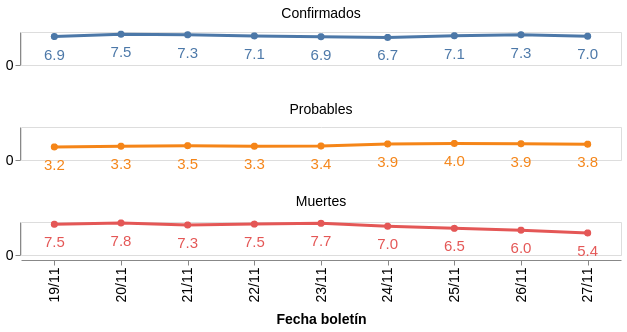 Confirmados
0
6.9 7.5 7.3 7.1 6.9 6.7 7.1 7.3 7.0
Probables
0
3.2 3.3 3.5 3.3 3.4 3.9 4.0 3.9 3.8
Muertes
0
7.5 7.8 7.3 7.5 7.7 7.0 6.5 6.0 5.4
19/11 20/11 21/11 22/11 23/11 24/11 25/11 26/11 27/11
Fecha boletín